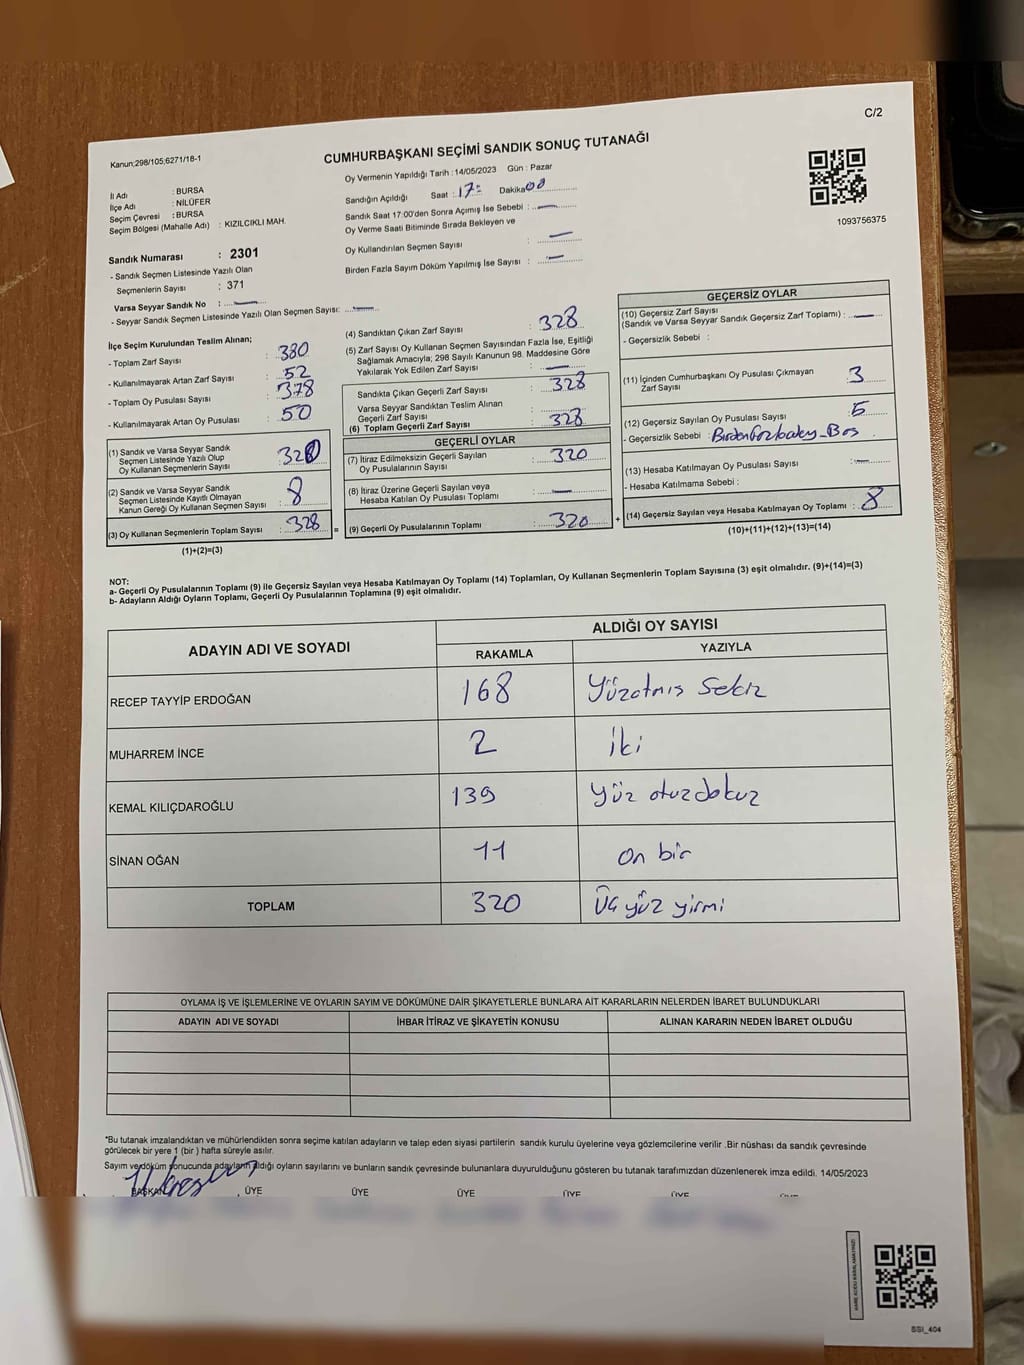 C/2
Kanun;298/105;6271/18-1
CUMHURBAŞKANI SEÇİMİ SANDIK SONUÇ TUTANAĞI
İl Adı : BURSA
İlçe Adı : NİLÜFER
Seçim Çevresi : BURSA
Seçim Bölgesi (Mahalle Adı) : KIZILCIKLI MAH.
Oy Vermenin Yapıldığı Tarih : 14/05/2023 Gün : Pazar
Sandığın Açıldığı Saat : 17: Dakika 00
Sandık Saat 17:00'den Sonra Açımış İse Sebebi : —
Oy Verme Saati Bitiminde Sırada Bekleyen ve
Oy Kullandırılan Seçmen Sayısı : —
Birden Fazla Sayım Döküm Yapılmış İse Sayısı : —
1093756375
Sandık Numarası : 2301
- Sandık Seçmen Listesinde Yazılı Olan
Seçmenlerin Sayısı : 371
Varsa Seyyar Sandık No : —
- Seyyar Sandık Seçmen Listesinde Yazılı Olan Seçmen Sayısı: —
İlçe Seçim Kurulundan Teslim Alınan;
- Toplam Zarf Sayısı : 380
- Kullanılmayarak Artan Zarf Sayısı : 52
- Toplam Oy Pusulası Sayısı : 378
- Kullanılmayarak Artan Oy Pusulası : 50
(1) Sandık ve Varsa Seyyar Sandık
Seçmen Listesinde Yazılı Olup
Oy Kullanan Seçmenlerin Sayısı : 320
(2) Sandık ve Varsa Seyyar Sandık
Seçmen Listesinde Kayıtlı Olmayan
Kanun Gereği Oy Kullanan Seçmen Sayısı : 8
(3) Oy Kullanan Seçmenlerin Toplam Sayısı : 328 =
(1)+(2)=(3)
(4) Sandıktan Çıkan Zarf Sayısı : 328
(5) Zarf Sayısı Oy Kullanan Seçmen Sayısından Fazla İse, Eşitliği
Sağlamak Amacıyla; 298 Sayılı Kanunun 98. Maddesine Göre
Yakılarak Yok Edilen Zarf Sayısı : —
Sandıkta Çıkan Geçerli Zarf Sayısı : 328
Varsa Seyyar Sandıktan Teslim Alınan
Geçerli Zarf Sayısı :
(6) Toplam Geçerli Zarf Sayısı : 328
GEÇERLİ OYLAR
(7) İtiraz Edilmeksizin Geçerli Sayılan
Oy Pusulalarının Sayısı : 320
(8) İtiraz Üzerine Geçerli Sayılan veya
Hesaba Katılan Oy Pusulası Toplamı : —
(9) Geçerli Oy Pusulalarının Toplamı : 320 +
GEÇERSİZ OYLAR
(10) Geçersiz Zarf Sayısı
(Sandık ve Varsa Seyyar Sandık Geçersiz Zarf Toplamı) : —
- Geçersizlik Sebebi :
(11) İçinden Cumhurbaşkanı Oy Pusulası Çıkmayan
Zarf Sayısı : 3
(12) Geçersiz Sayılan Oy Pusulası Sayısı : 5
- Geçersizlik Sebebi :
(13) Hesaba Katılmayan Oy Pusulası Sayısı : —
- Hesaba Katılmama Sebebi :
(14) Geçersiz Sayılan veya Hesaba Katılmayan Oy Toplamı : 8
(10)+(11)+(12)+(13)=(14)
NOT:
a- Geçerli Oy Pusulalarının Toplamı (9) ile Geçersiz Sayılan veya Hesaba Katılmayan Oy Toplamı (14) Toplamları, Oy Kullanan Seçmenlerin Toplam Sayısına (3) eşit olmalıdır. (9)+(14)=(3)
b- Adayların Aldığı Oyların Toplamı, Geçerli Oy Pusulalarının Toplamına (9) eşit olmalıdır.
ADAYIN ADI VE SOYADI
ALDIĞI OY SAYISI
RAKAMLA YAZIYLA
RECEP TAYYİP ERDOĞAN 168 Yüzatmış Sekiz
MUHARREM İNCE 2 İki
KEMAL KILIÇDAROĞLU 139 Yüz otuzdokuz
SİNAN OĞAN 11 On bir
TOPLAM 320 Üç yüz yirmi
OYLAMA İŞ VE İŞLEMLERİNE VE OYLARIN SAYIM VE DÖKÜMÜNE DAİR ŞİKAYETLERLE BUNLARA AİT KARARLARIN NELERDEN İBARET BULUNDUKLARI
ADAYIN ADI VE SOYADI İHBAR İTİRAZ VE ŞİKAYETİN KONUSU ALINAN KARARIN NEDEN İBARET OLDUĞU
*Bu tutanak imzalandıktan ve mühürlendikten sonra seçime katılan adayların ve talep eden siyasi partilerin sandık kurulu üyelerine veya gözlemcilerine verilir .Bir nüshası da sandık çevresinde
görülecek bir yere 1 (bir ) hafta süreyle asılır.
Sayım ve döküm sonucunda adayların aldığı oyların sayılarını ve bunların sandık çevresinde bulunanlara duyurulduğunu gösteren bu tutanak tarafımızdan düzenlenerek imza edildi. 14/05/2023
BAŞKAN ÜYE ÜYE ÜYE ÜYE ÜYE
SSI_404